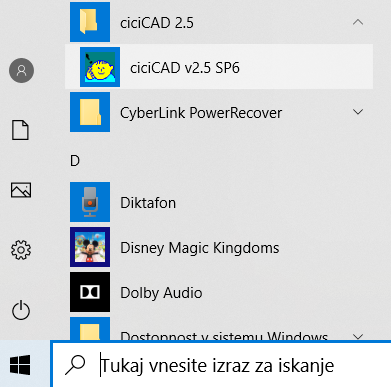 ciciCAD 2.5
ciciCAD v2.5 SP6
CyberLink PowerRecover
D
Diktafon
Disney Magic Kingdoms
Dolby Audio
Dostopnost v sistemu Windows
Tukaj vnesite izraz za iskanje